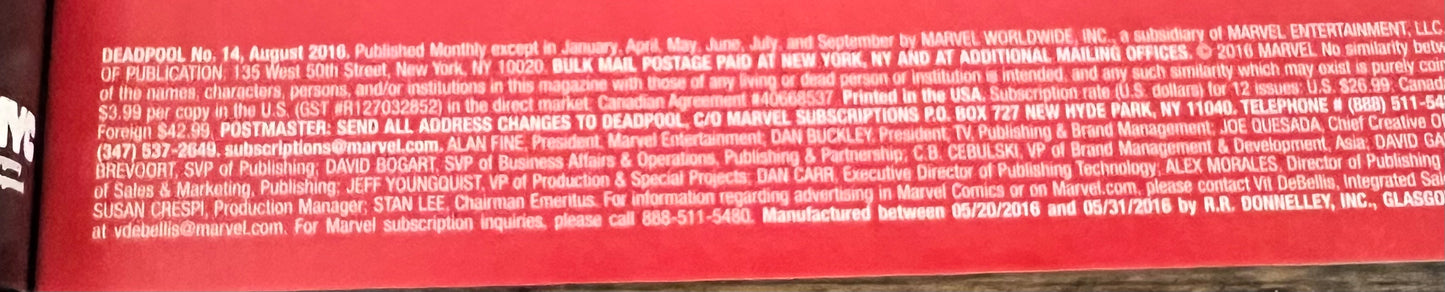 NYC
DEADPOOL No. 14, August 2016. Published Monthly except in January, April, May, June, July, and September by MARVEL WORLDWIDE, INC., a subsidiary of MARVEL ENTERTAINMENT, LLC.
OF PUBLICATION: 135 West 50th Street, New York, NY 10020. BULK MAIL POSTAGE PAID AT NEW YORK, NY AND AT ADDITIONAL MAILING OFFICES. © 2016 MARVEL No similarity betw
of the names, characters, persons, and/or institutions in this magazine with those of any living or dead person or institution is intended, and any such similarity which may exist is purely coin
$3.99 per copy in the U.S. (GST #R127032852) in the direct market; Canadian Agreement #40668537. Printed in the USA. Subscription rate (U.S. dollars) for 12 issues: U.S. $26.99; Canad
Foreign $42.99. POSTMASTER: SEND ALL ADDRESS CHANGES TO DEADPOOL, C/O MARVEL SUBSCRIPTIONS P.O. BOX 727 NEW HYDE PARK, NY 11040. TELEPHONE # (888) 511-54
(347) 537-2649. subscriptions@marvel.com. ALAN FINE, President, Marvel Entertainment; DAN BUCKLEY, President, TV, Publishing & Brand Management; JOE QUESADA, Chief Creative Of
BREVOORT, SVP of Publishing; DAVID BOGART, SVP of Business Affairs & Operations, Publishing & Partnership; C.B. CEBULSKI, VP of Brand Management & Development, Asia; DAVID GA
of Sales & Marketing, Publishing; JEFF YOUNGQUIST, VP of Production & Special Projects; DAN CARR, Executive Director of Publishing Technology; ALEX MORALES, Director of Publishing
SUSAN CRESPI, Production Manager; STAN LEE, Chairman Emeritus. For information regarding advertising in Marvel Comics or on Marvel.com, please contact Vit DeBellis, Integrated Sal
at vdebellis@marvel.com. For Marvel subscription inquiries, please call 888-511-5480. Manufactured between 05/20/2016 and 05/31/2016 by R.R. DONNELLEY, INC., GLASGO